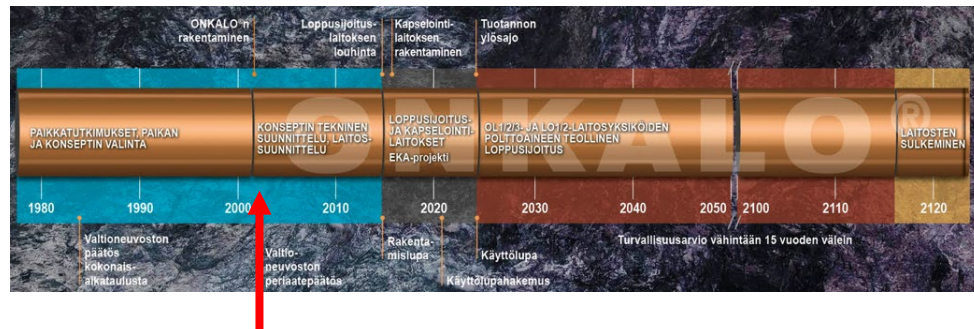 ONKALO´n
rakentaminen
Loppusijoitus-
laitoksen
louhinta
Kapselointi-
laitoksen
rakentaminen
Tuotannon
ylösajo
ONKALO®
PAIKKATUTKIMUKSET, PAIKAN
JA KONSEPTIN VALINTA
KONSEPTIN TEKNINEN
SUUNNITTELU, LAITOS-
SUUNNITTELU
LOPPUSIJOITUS-
JA KAPSELOINTI-
LAITOKSET
EKA-projekti
OL1/2/3- JA LO1/2-LAITOSYKSIKÖIDEN
POLTTOAINEEN TEOLLINEN
LOPPUSIJOITUS
LAITOSTEN
SULKEMINEN
1980 1990 2000 2010 2020 2030 2040 2050 2100 2110 2120
Valtioneuvoston
päätös
kokonais-
aikataulusta
Valtio-
neuvoston
periaatepäätös
Rakenta-
mislupa
Käyttölupahakemus
Käyttölupa
Turvallisuusarvio vähintään 15 vuoden välein